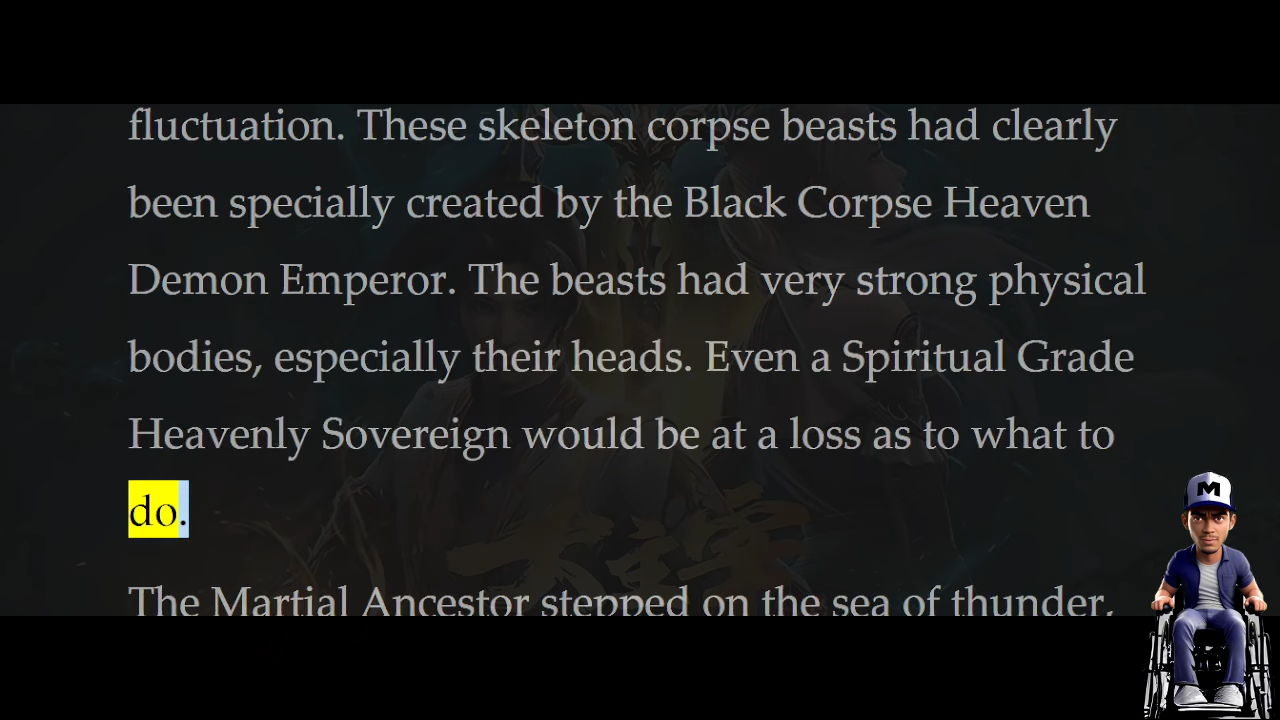 fluctuation. These skeleton corpse beasts had clearly
been specially created by the Black Corpse Heaven
Demon Emperor. The beasts had very strong physical
bodies, especially their heads. Even a Spiritual Grade
Heavenly Sovereign would be at a loss as to what to
do.
The Martial Ancestor stepped on the sea of thunder,
M